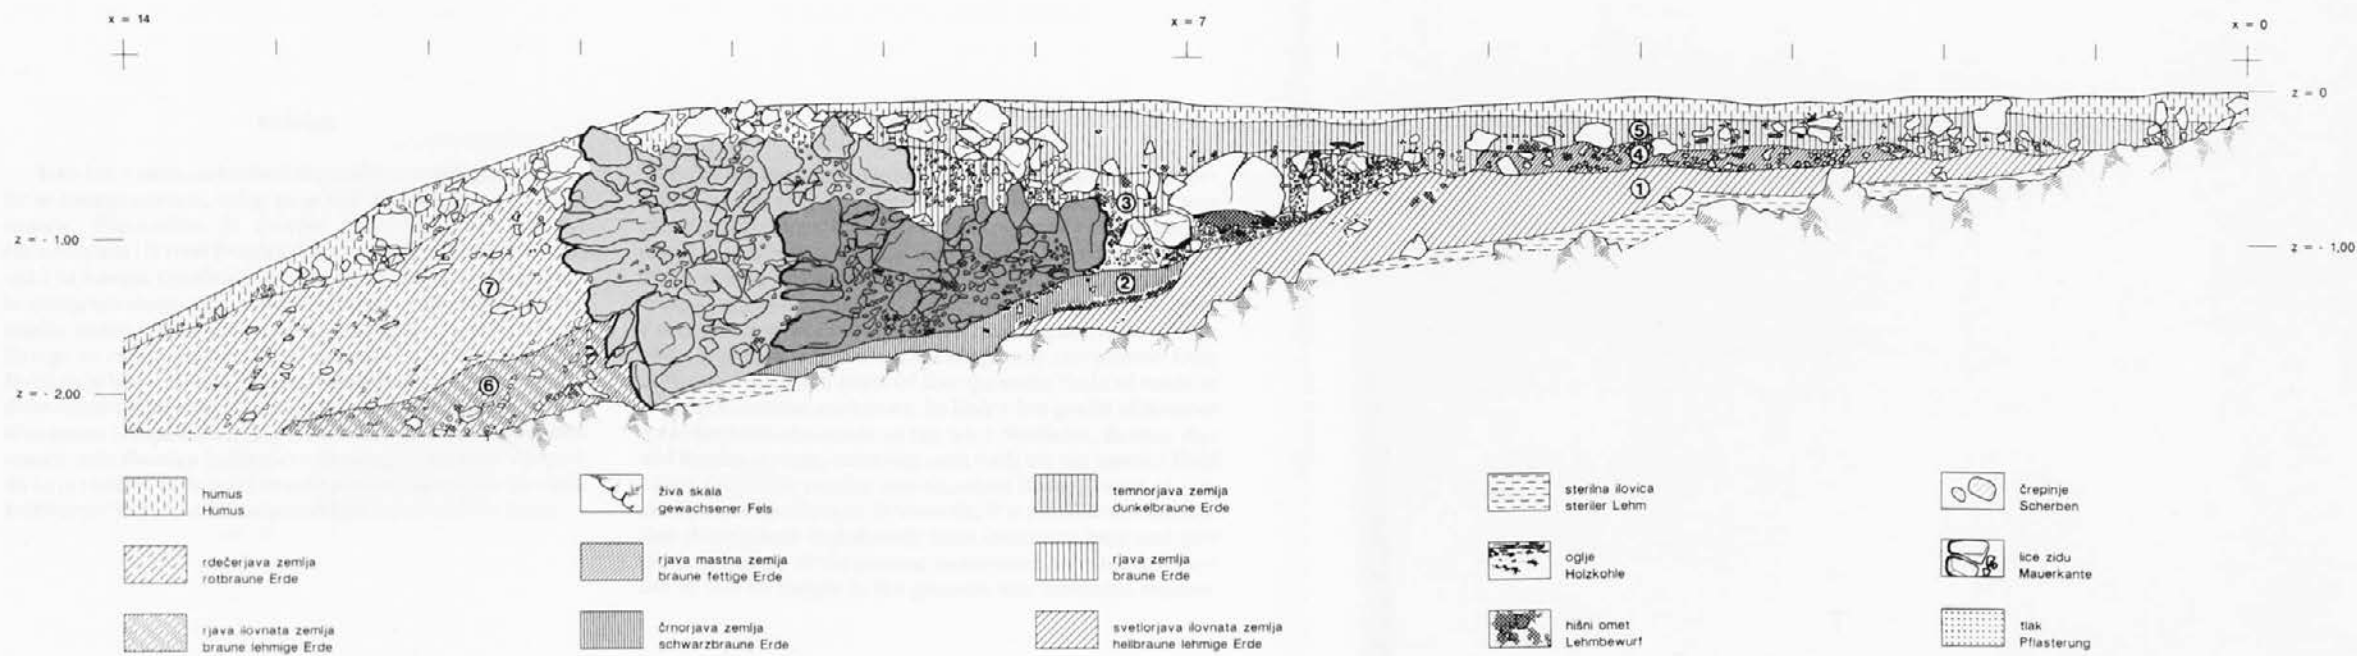 x = 14
x = 7
x = 0
z = 0
z = - 1.00
z = - 1,00
z = - 2.00
1
2
3
4
5
6
7
humus
Humus
rdečerjava zemlja
rotbraune Erde
rjava ilovnata zemlja
braune lehmige Erde
živa skala
gewachsener Fels
rjava mastna zemlja
braune fettige Erde
črnorjava zemlja
schwarzbraune Erde
temnorjava zemlja
dunkelbraune Erde
rjava zemlja
braune Erde
svetlorjava ilovnata zemlja
hellbraune lehmige Erde
sterilna ilovica
steriler Lehm
oglje
Holzkohle
hišni omet
Lehmbewurf
črepinje
Scherben
lice zidu
Mauerkante
tlak
Pflasterung